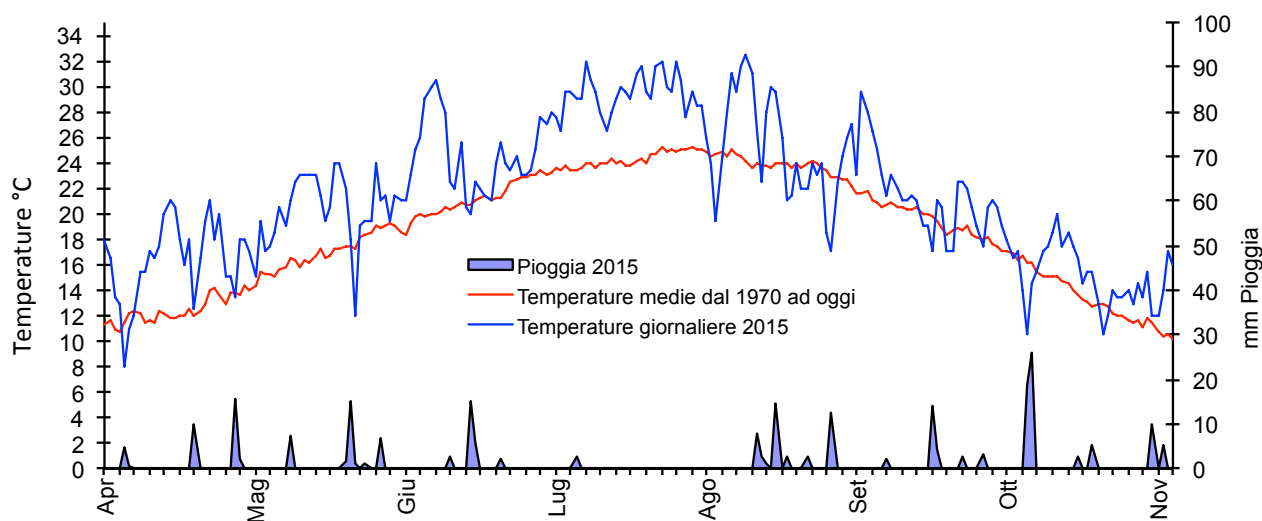 Temperature °C
34
32
30
28
26
24
22
20
18
16
14
12
10
8
6
4
2
0
Pioggia 2015
Temperature medie dal 1970 ad oggi
Temperature giornaliere 2015
100
90
80
70
60
50
40
30
20
10
0
mm Pioggia
Apr
Mag
Giu
Lug
Ago
Set
Ott
Nov